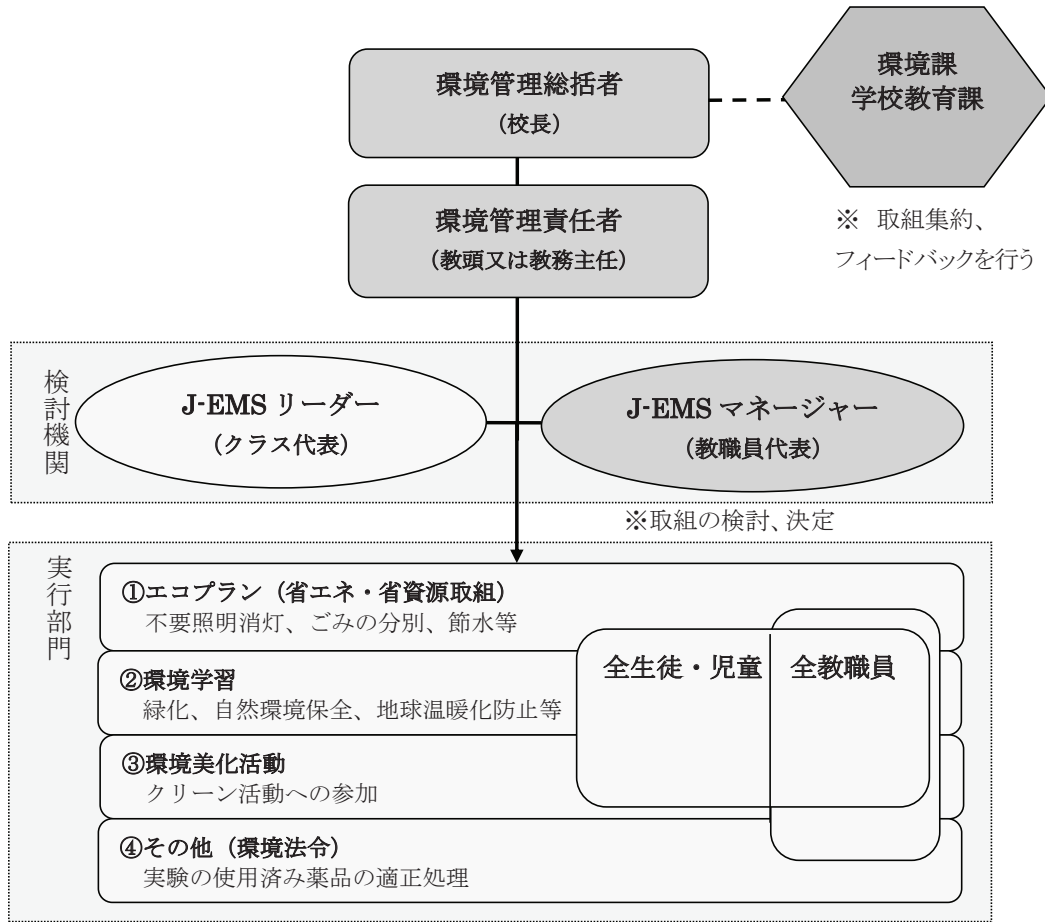 環境管理総括者
（校長）
環境課
学校教育課
環境管理責任者
（教頭又は教務主任）
※　取組集約、
フィードバックを行う
検討機関
J-EMS リーダー
（クラス代表）
J-EMS マネージャー
（教職員代表）
※取組の検討、決定
実行部門
①エコプラン（省エネ・省資源取組）
不要照明消灯、ごみの分別、節水等
全生徒・児童
全教職員
②環境学習
緑化、自然環境保全、地球温暖化防止等
③環境美化活動
クリーン活動への参加
④その他（環境法令）
実験の使用済み薬品の適正処理